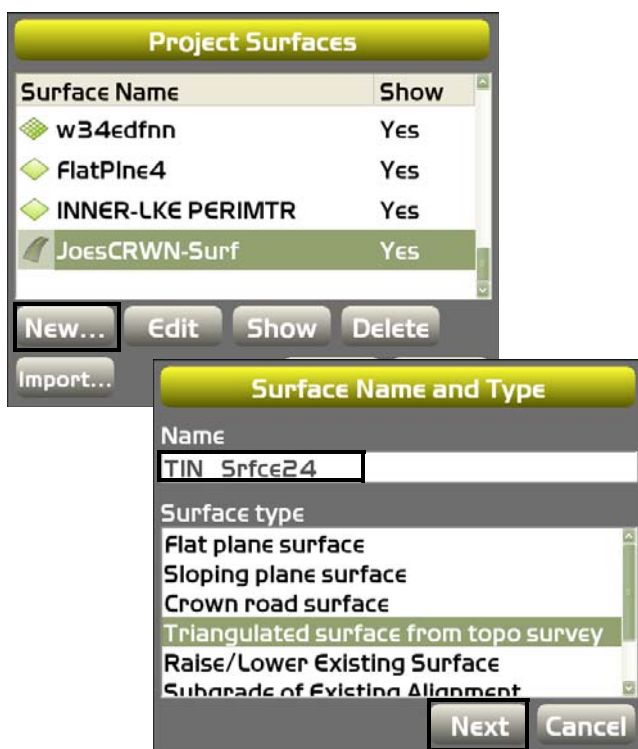 Project Surfaces
Surface Name Show
w34edfnn Yes
FlatPlne4 Yes
INNER-LKE PERIMTR Yes
JoesCRWN-Surf Yes
New... Edit Show Delete
Import...
Surface Name and Type
Name
TIN Srfce24
Surface type
Flat plane surface
Sloping plane surface
Crown road surface
Triangulated surface from topo survey
Raise/Lower Existing Surface
Subgrade of Existing Alignment
Next Cancel